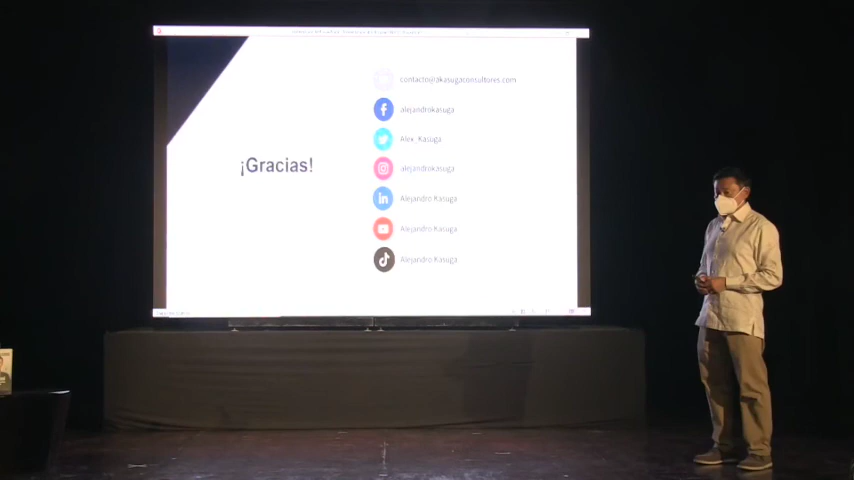 ¡Gracias!
contacto@akasugaconsultores.com
alejandrokasuga
Alex_Kasuga
alejandrokasuga
Alejandro Kasuga
Alejandro Kasuga
Alejandro Kasuga